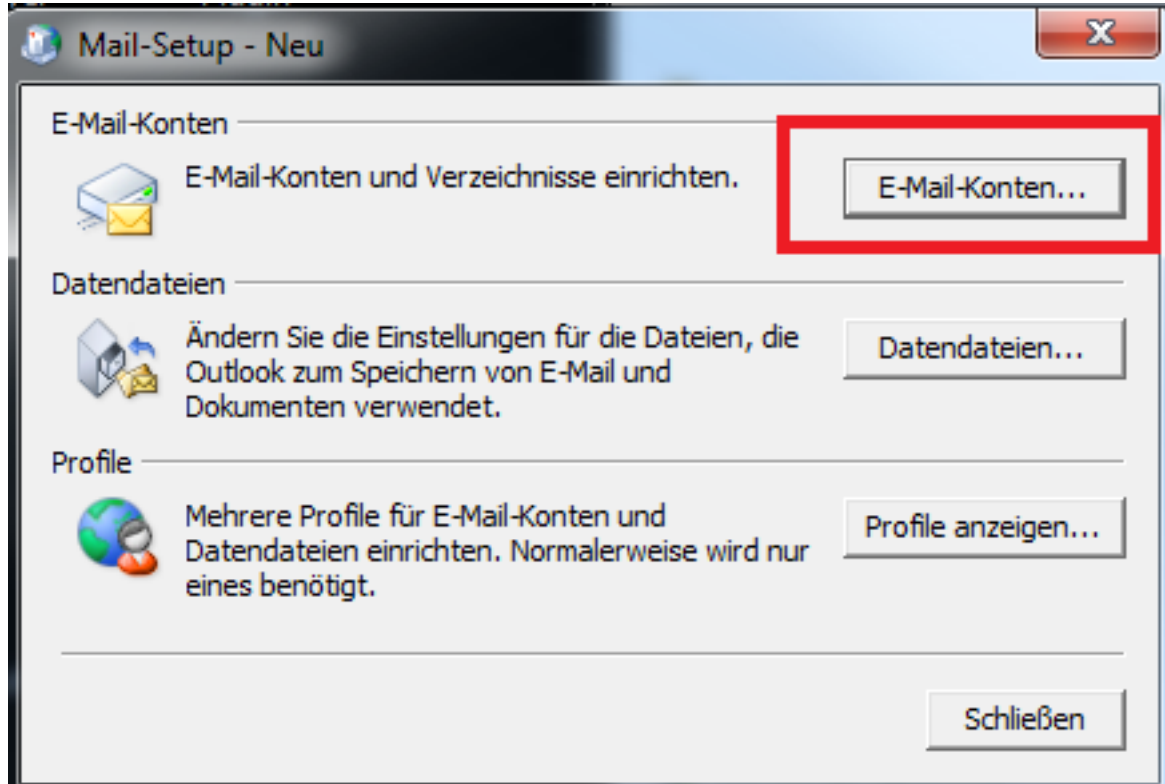 Mail-Setup - Neu
E-Mail-Konten
E-Mail-Konten und Verzeichnisse einrichten.
E-Mail-Konten...
Datendateien
Ändern Sie die Einstellungen für die Dateien, die
Outlook zum Speichern von E-Mail und
Dokumenten verwendet.
Datendateien...
Profile
Mehrere Profile für E-Mail-Konten und
Datendateien einrichten. Normalerweise wird nur
eines benötigt.
Profile anzeigen...
Schließen